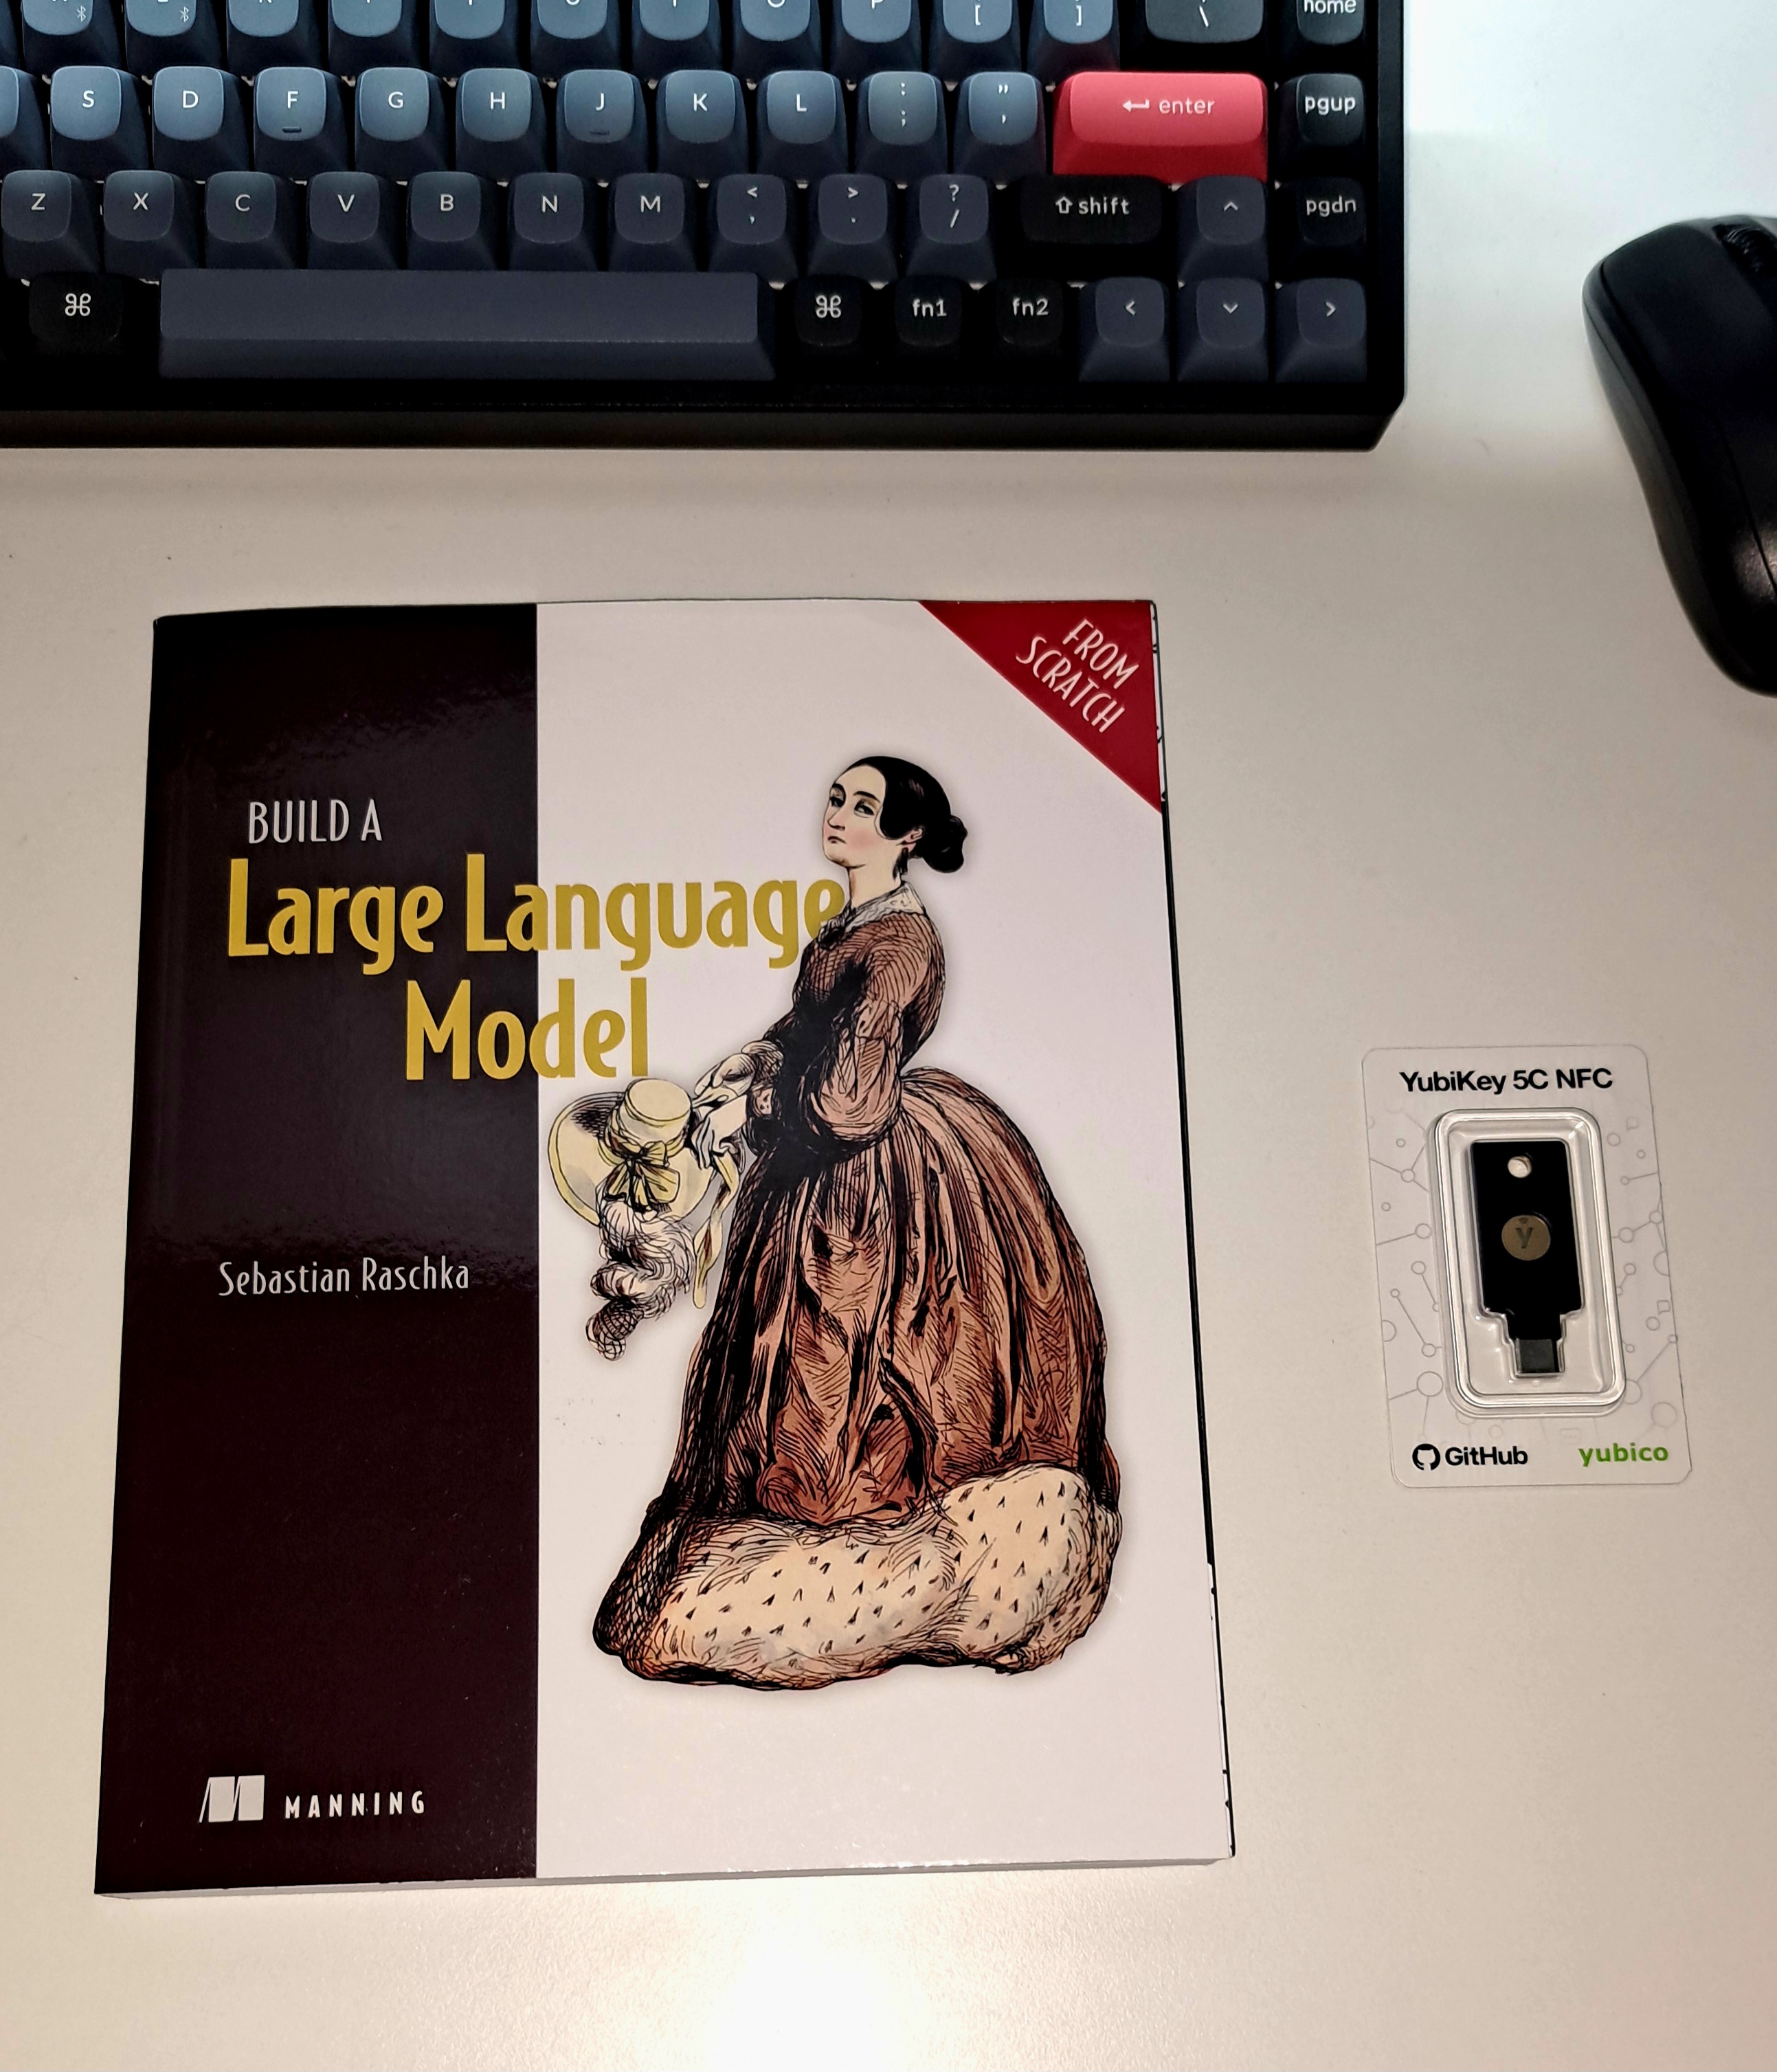 [ ] \ home
S D F G H J K L : ; " ' enter pgup
Z X C V B N M < , > . ? / shift ^ pgdn
⌘ ⌘ fn1 fn2 < >
FROM
SCRATCH
BUILD A
Large Language
Model
Sebastian Raschka
MANNING
YubiKey 5C NFC
y
GitHub yubico